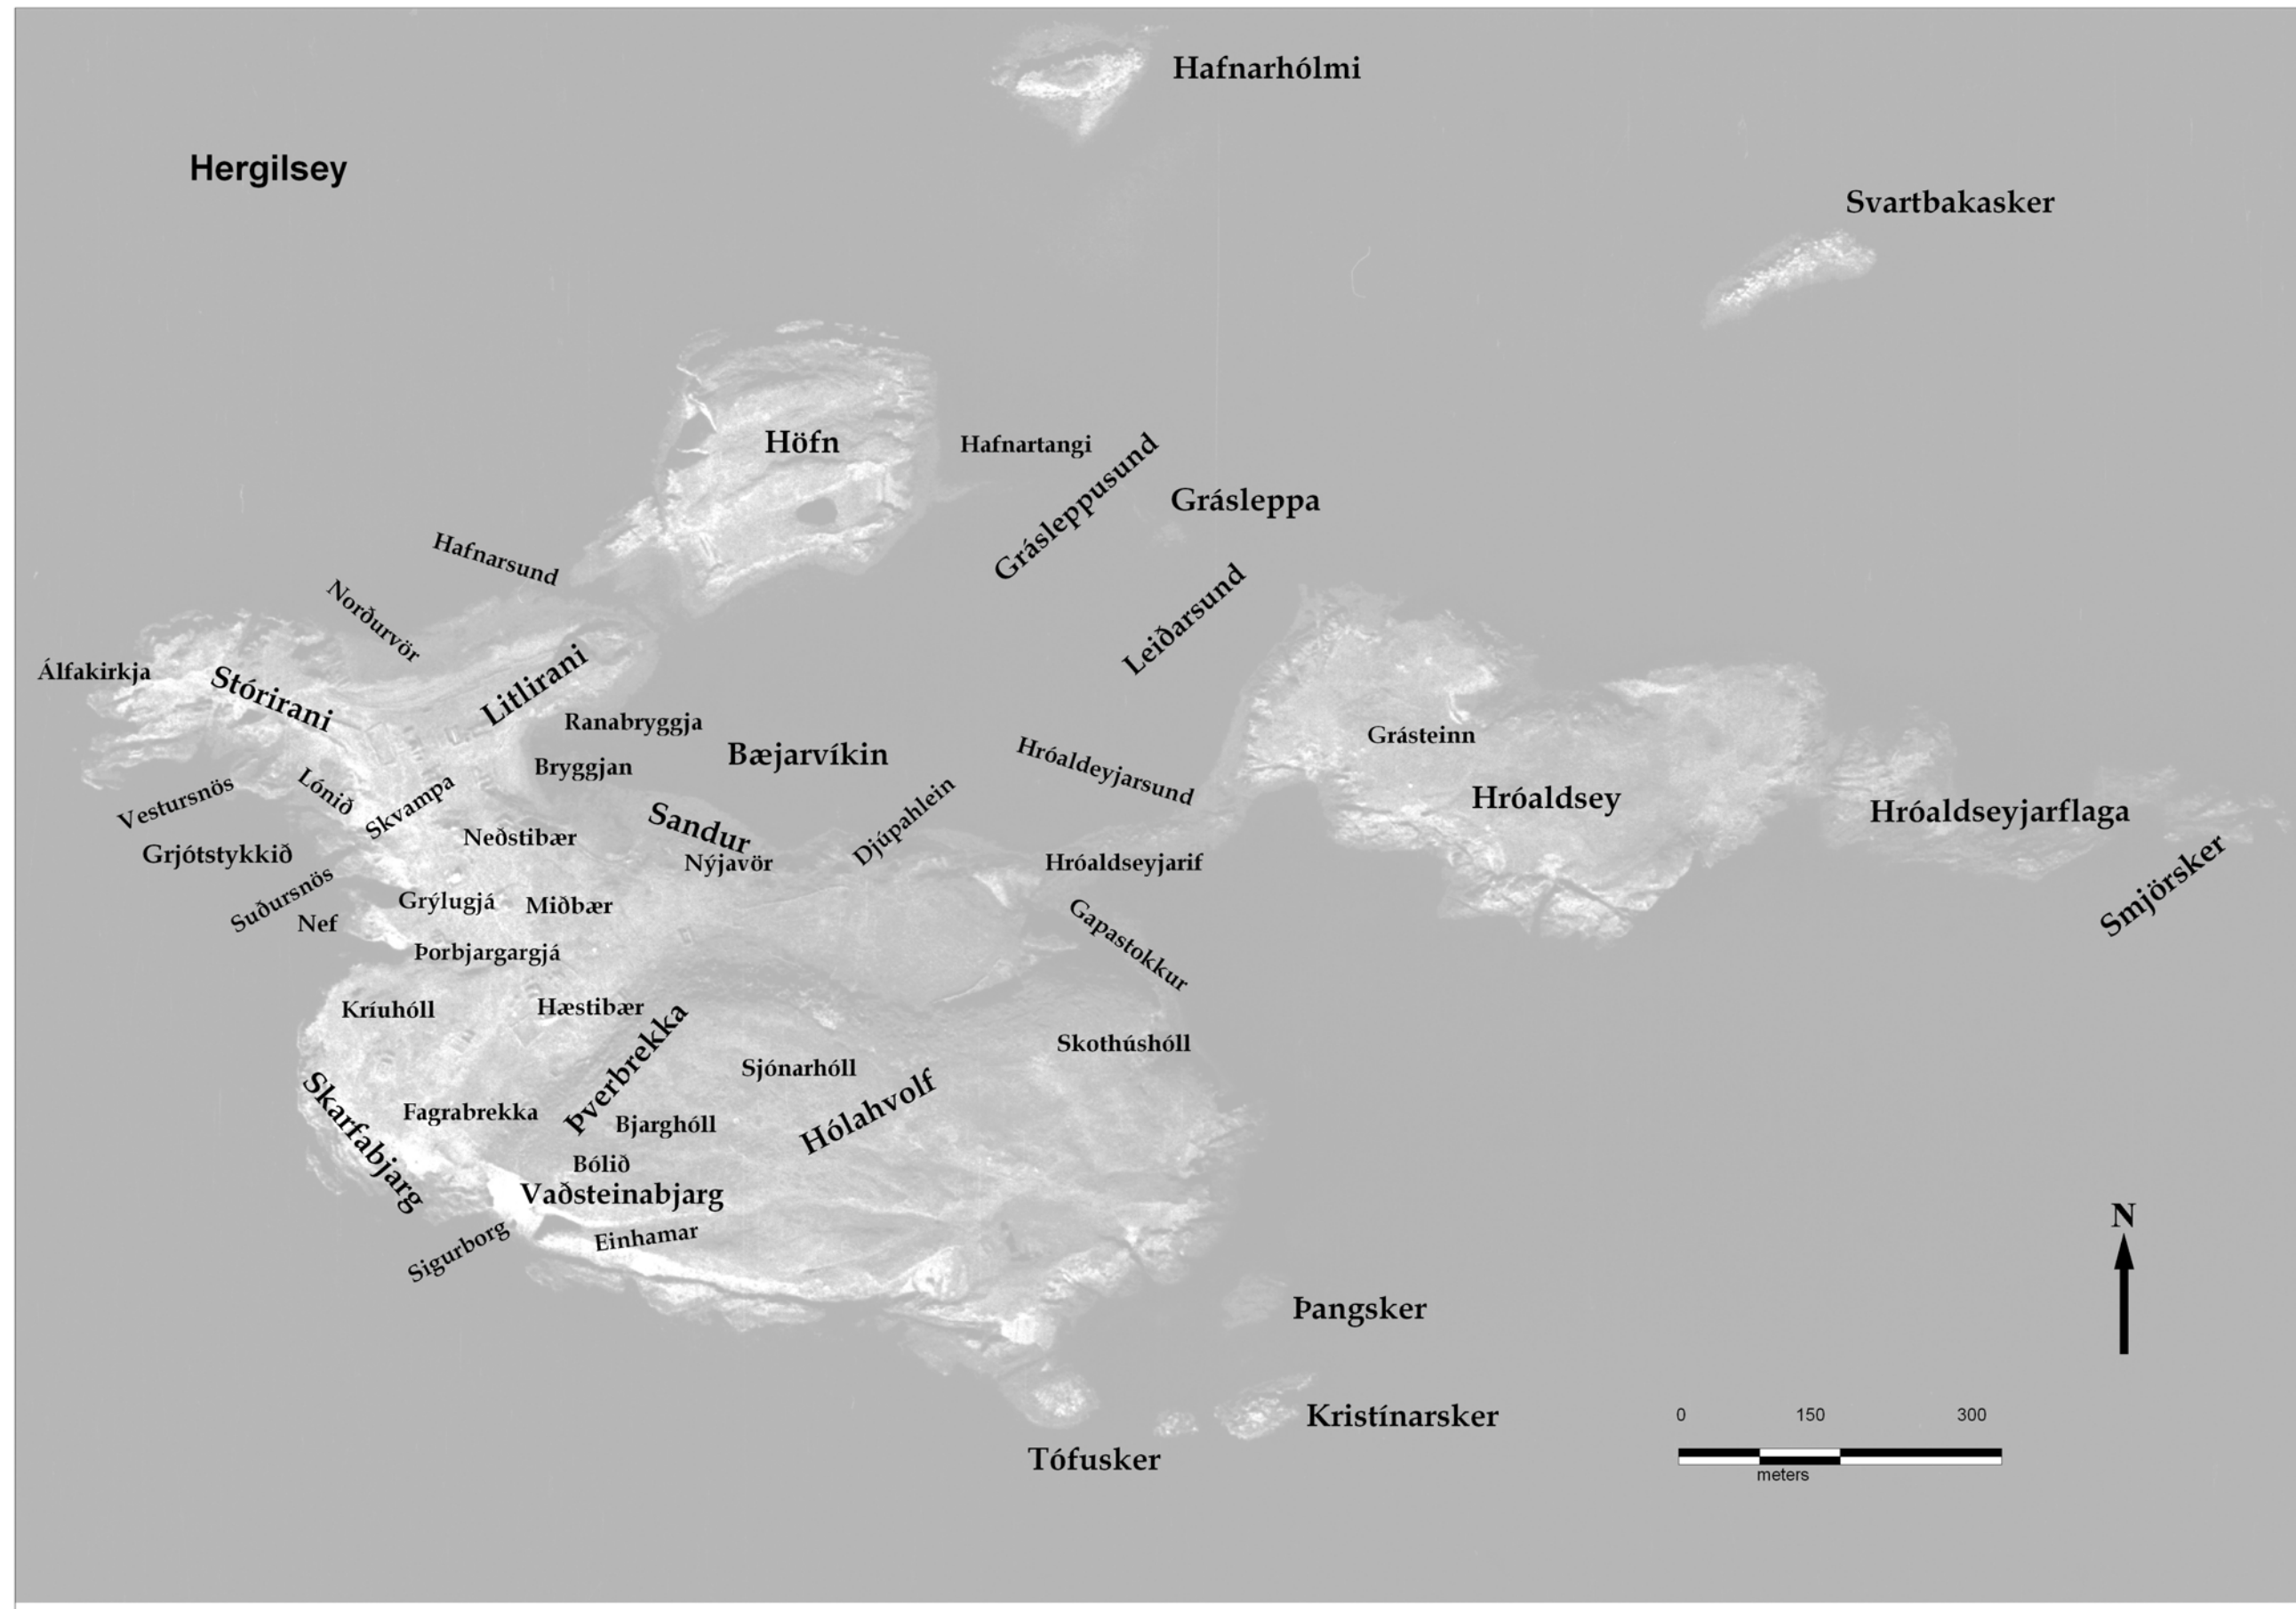 Hafnarhólmi
Hergilsey
Svartbakasker
Höfn
Hafnartangi
Grásleppusund
Grásleppa
Hafnarsund
Norðurvör
Leiðarsund
Álfakirkja
Stórirani
Litlirani
Ranabryggja
Bryggjan
Bæjarvíkin
Hróaldeyjarsund
Grásteinn
Hróaldsey
Hróaldseyjarflaga
Smjörsker
Vestursnös
Lónið
Skvampa
Neðstibær
Sandur
Nýjavör
Djúpahlein
Hróaldseyjarif
Grjótstykkið
Suðursnös
Nef
Grýlugjá
Miðbær
Gapastokkur
Þorbjargargjá
Kríuhóll
Hæstibær
Þverbrekka
Sjónarhóll
Skothúshóll
Skarfabjarg
Fagrabrekka
Bjarghóll
Hólahvolf
Bólið
Vaðsteinabjarg
Sigurborg
Einhamar
N
Þangsker
Kristínarsker
Tófusker
0 150 300
meters